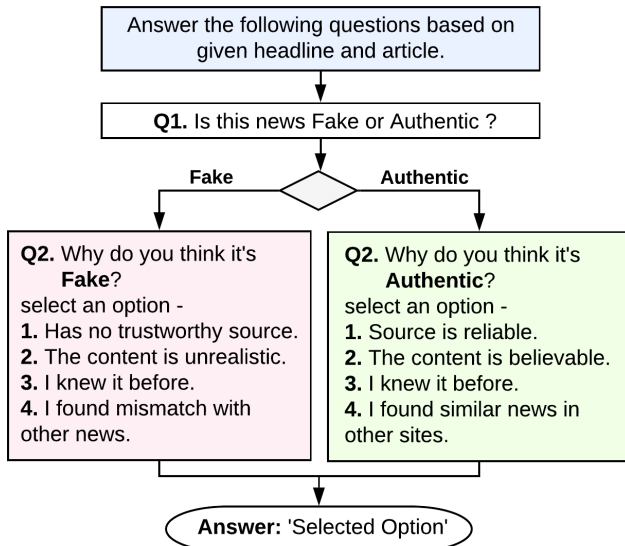 Answer the following questions based on
given headline and article.
Q1. Is this news Fake or Authentic ?
Fake
Authentic
Q2. Why do you think it's
Fake?
select an option -
1. Has no trustworthy source.
2. The content is unrealistic.
3. I knew it before.
4. I found mismatch with
other news.
Q2. Why do you think it's
Authentic?
select an option -
1. Source is reliable.
2. The content is believable.
3. I knew it before.
4. I found similar news in
other sites.
Answer: 'Selected Option'